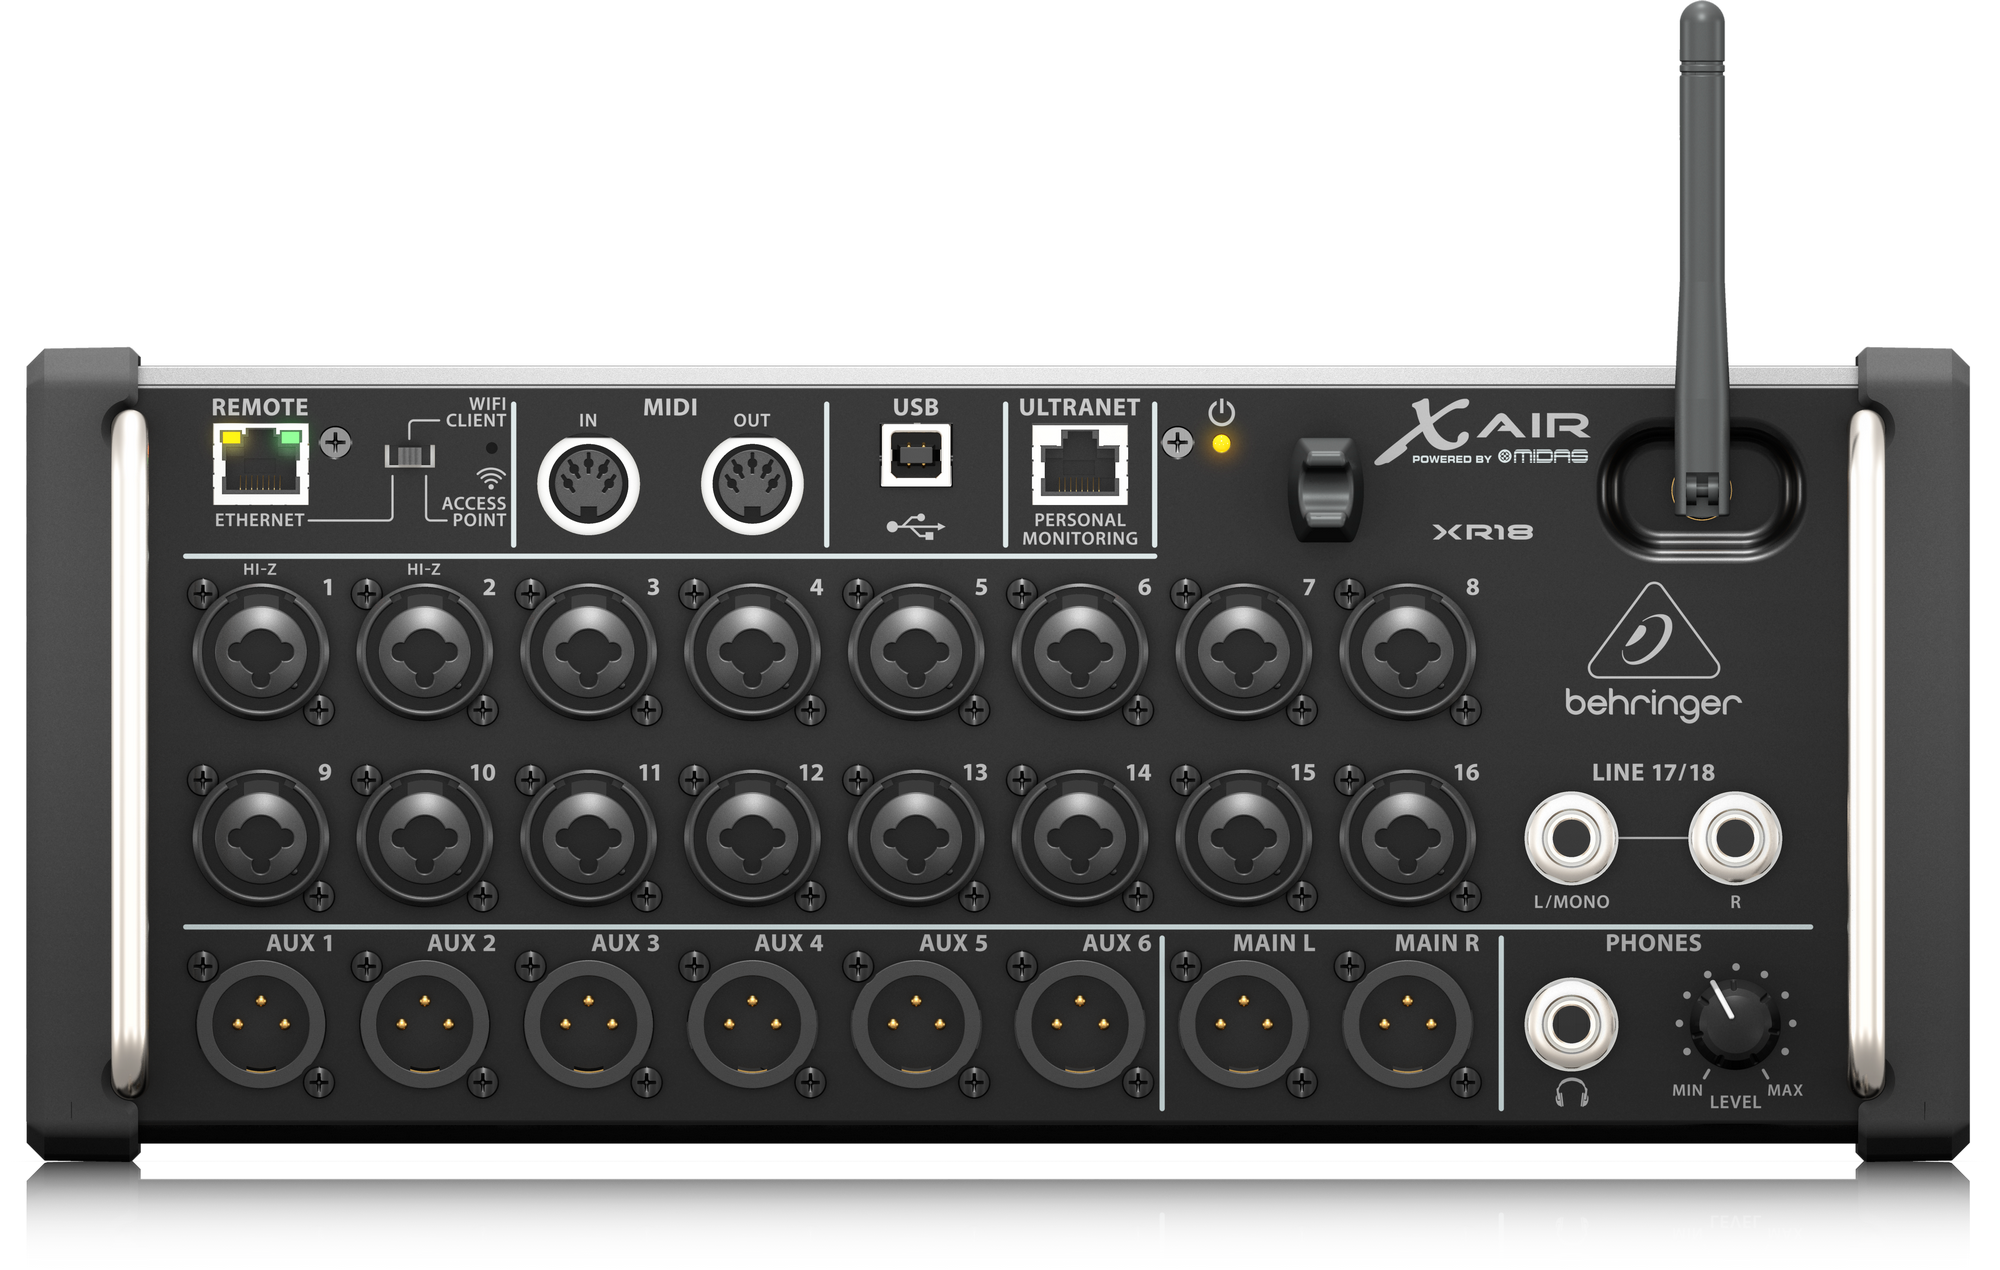 REMOTE
WIFI
CLIENT
ACCESS
POINT
ETHERNET
MIDI
IN
OUT
USB
ULTRANET
PERSONAL
MONITORING
X AIR
POWERED BY MIDAS
XR18
HI-Z
HI-Z
1 2 3 4 5 6 7 8
behringer
9 10 11 12 13 14 15 16
LINE 17/18
L/MONO
R
AUX 1 AUX 2 AUX 3 AUX 4 AUX 5 AUX 6 MAIN L MAIN R
PHONES
MIN
MAX
LEVEL